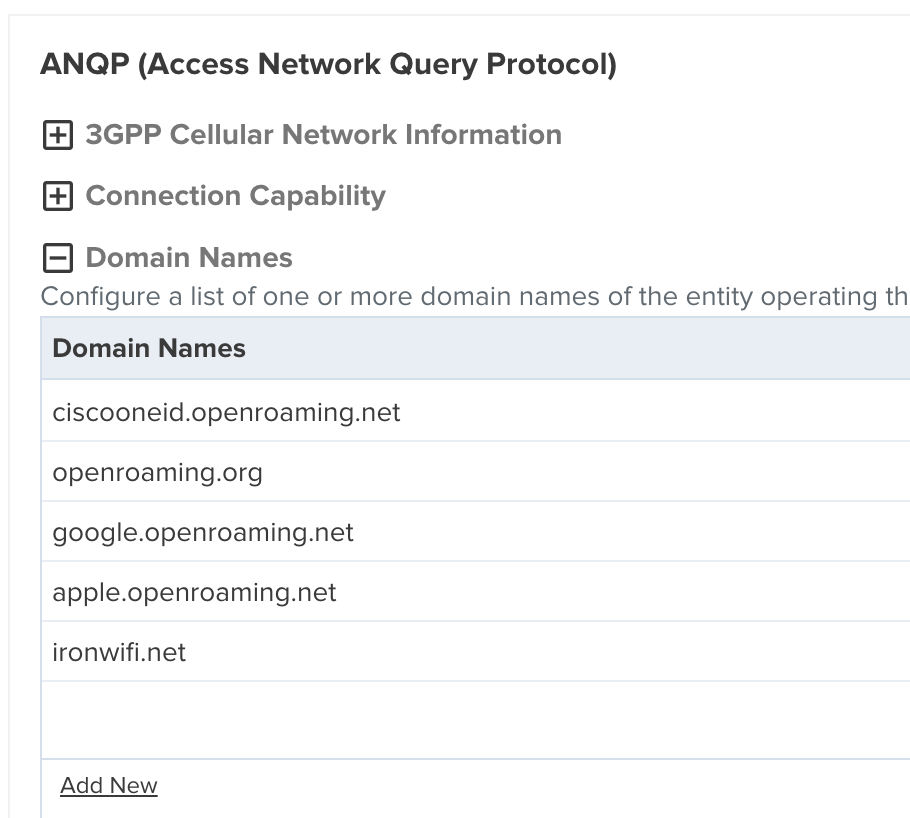 ANQP (Access Network Query Protocol)
3GPP Cellular Network Information
Connection Capability
Domain Names
Configure a list of one or more domain names of the entity operating th
Domain Names
ciscooneid.openroaming.net
openroaming.org
google.openroaming.net
apple.openroaming.net
ironwifi.net
Add New